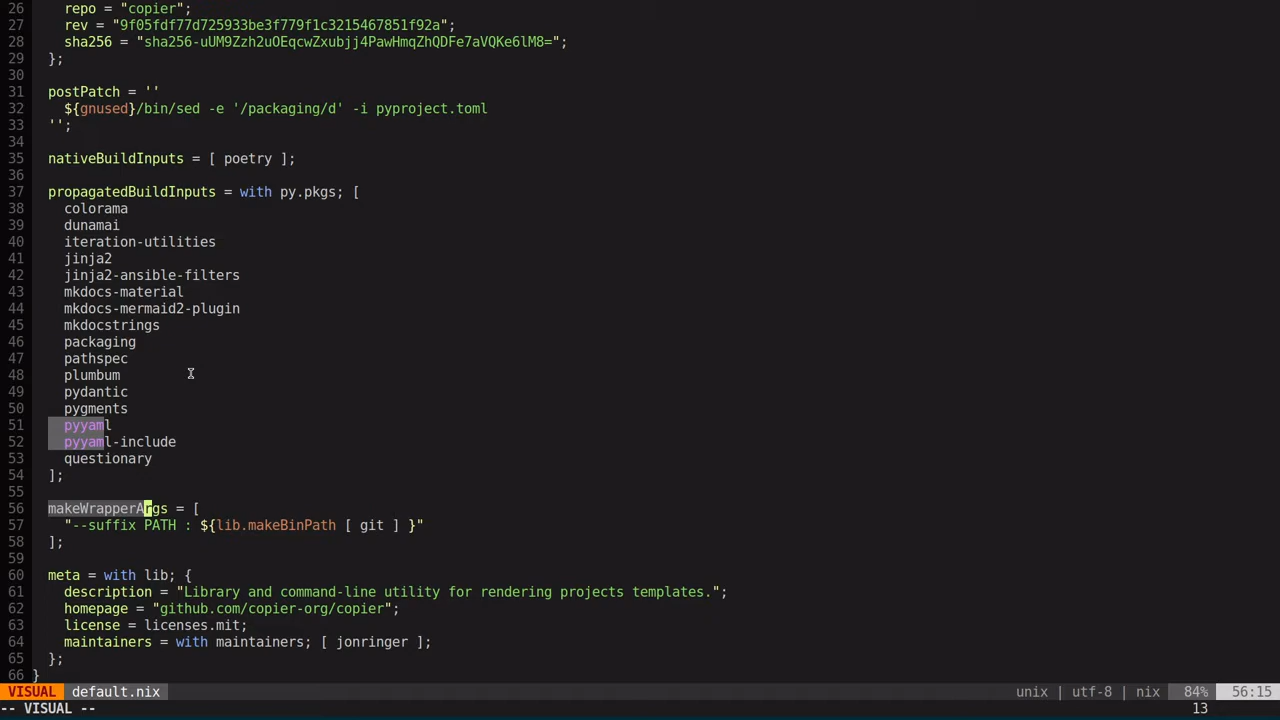 26     repo = "copier";
27     rev = "9f05fdf77d725933be3f779f1c3215467851f92a";
28     sha256 = "sha256-uUM9Zzh2uOEqcwZxubjj4PawHmqZhQDFe7aVQKe6lM8=";
29   };
30
31   postPatch = ''
32     ${gnused}/bin/sed -e '/packaging/d' -i pyproject.toml
33   '';
34
35   nativeBuildInputs = [ poetry ];
36
37   propagatedBuildInputs = with py.pkgs; [
38     colorama
39     dunamai
40     iteration-utilities
41     jinja2
42     jinja2-ansible-filters
43     mkdocs-material
44     mkdocs-mermaid2-plugin
45     mkdocstrings
46     packaging
47     pathspec
48     plumbum
49     pydantic
50     pygments
51     pyyaml
52     pyyaml-include
53     questionary
54   ];
55
56   makeWrapperArgs = [
57     "--suffix PATH : ${lib.makeBinPath [ git ] }"
58   ];
59
60   meta = with lib; {
61     description = "Library and command-line utility for rendering projects templates.";
62     homepage = "github.com/copier-org/copier";
63     license = licenses.mit;
64     maintainers = with maintainers; [ jonringer ];
65   };
66 }
VISUAL default.nix unix | utf-8 | nix 84% 56:15
-- VISUAL -- 13